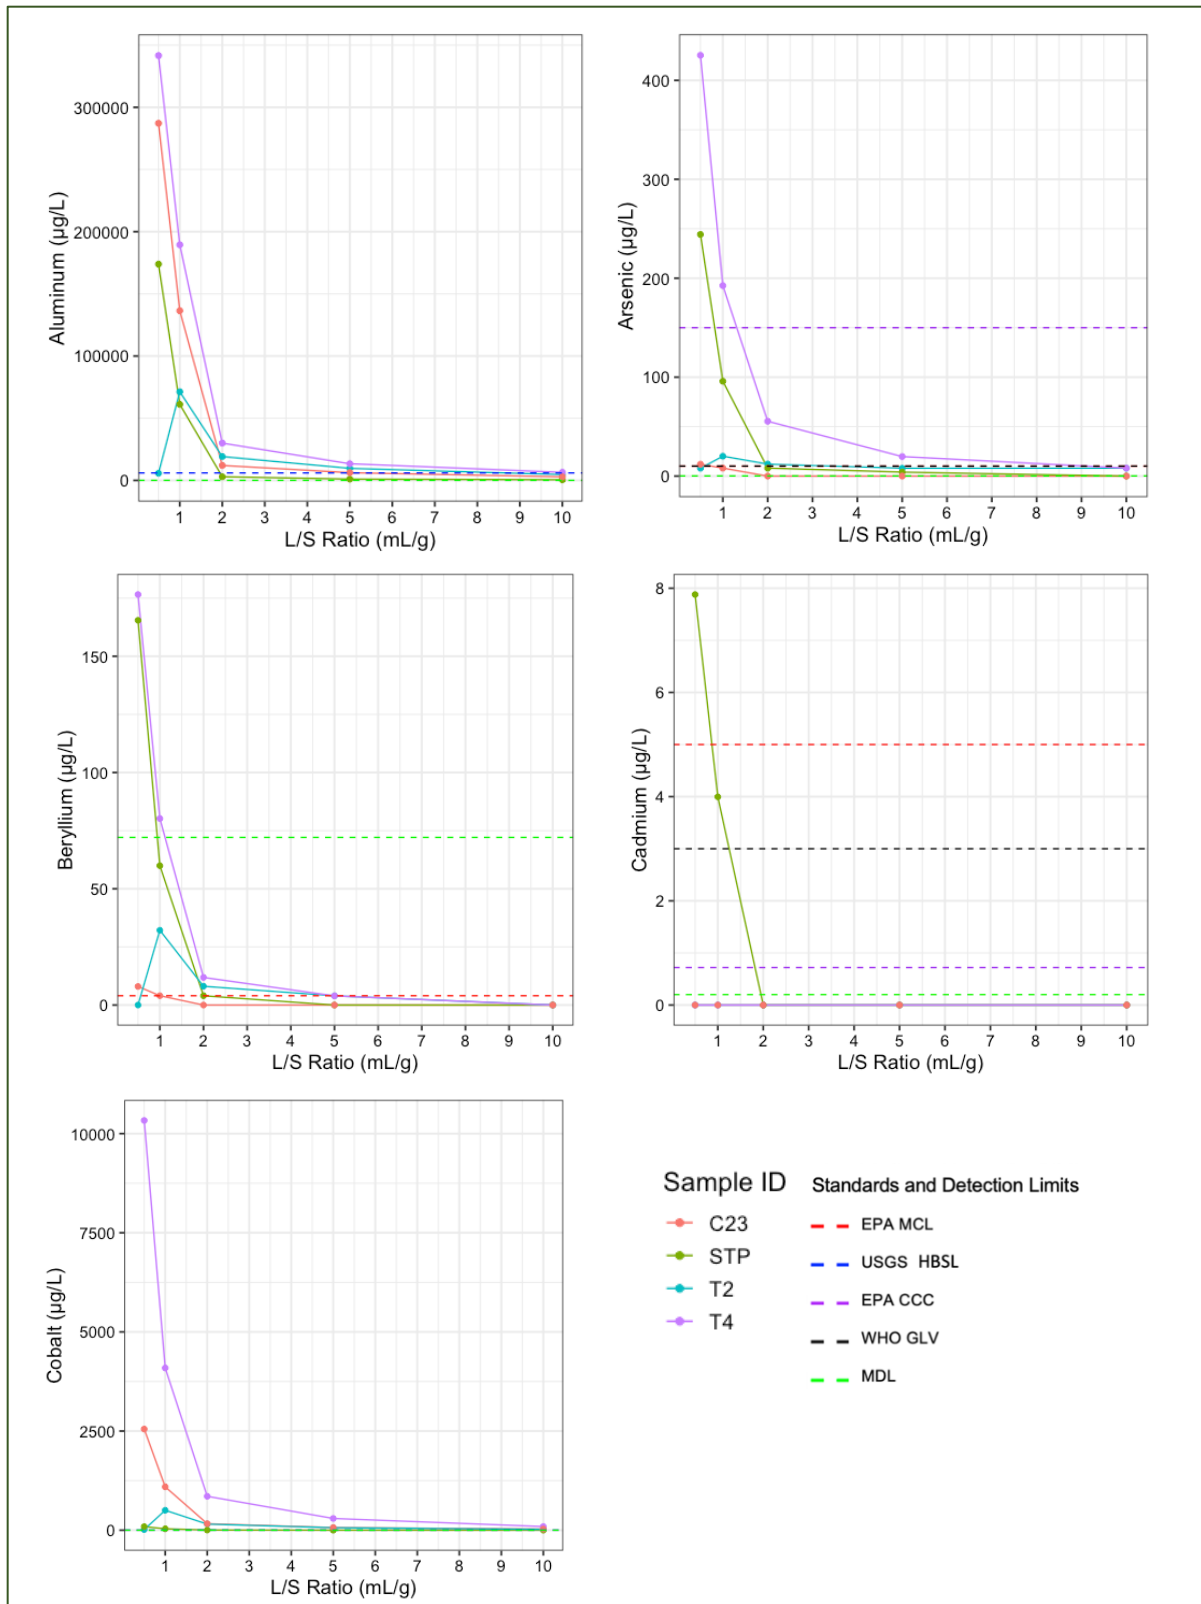 Aluminum (µg/L)
300000
200000
100000
0
1 2 3 4 5 6 7 8 9 10
L/S Ratio (mL/g)
Arsenic (µg/L)
400
300
200
100
0
1 2 3 4 5 6 7 8 9 10
L/S Ratio (mL/g)
Beryllium (µg/L)
150
100
50
0
1 2 3 4 5 6 7 8 9 10
L/S Ratio (mL/g)
Cadmium (µg/L)
8
6
4
2
0
1 2 3 4 5 6 7 8 9 10
L/S Ratio (mL/g)
Cobalt (µg/L)
10000
7500
5000
2500
0
1 2 3 4 5 6 7 8 9 10
L/S Ratio (mL/g)
Sample ID
C23
STP
T2
T4
Standards and Detection Limits
EPA MCL
USGS HBSL
EPA CCC
WHO GLV
MDL